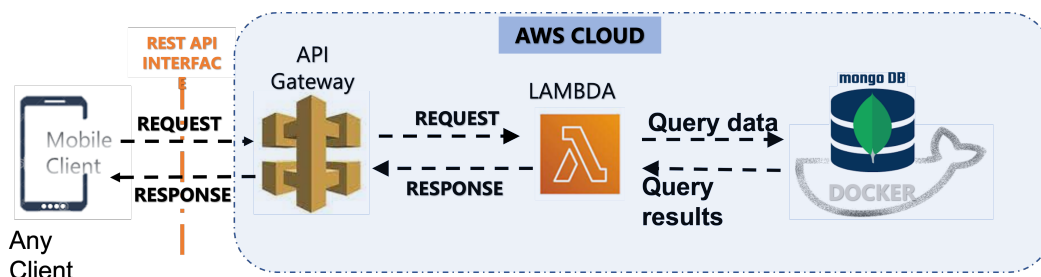 REST API
INTERFAC
E
AWS CLOUD
API
Gateway
LAMBDA
mongo DB
Mobile
Client
REQUEST
RESPONSE
REQUEST
RESPONSE
Query data
Query
results
DOCKER
Any
Client